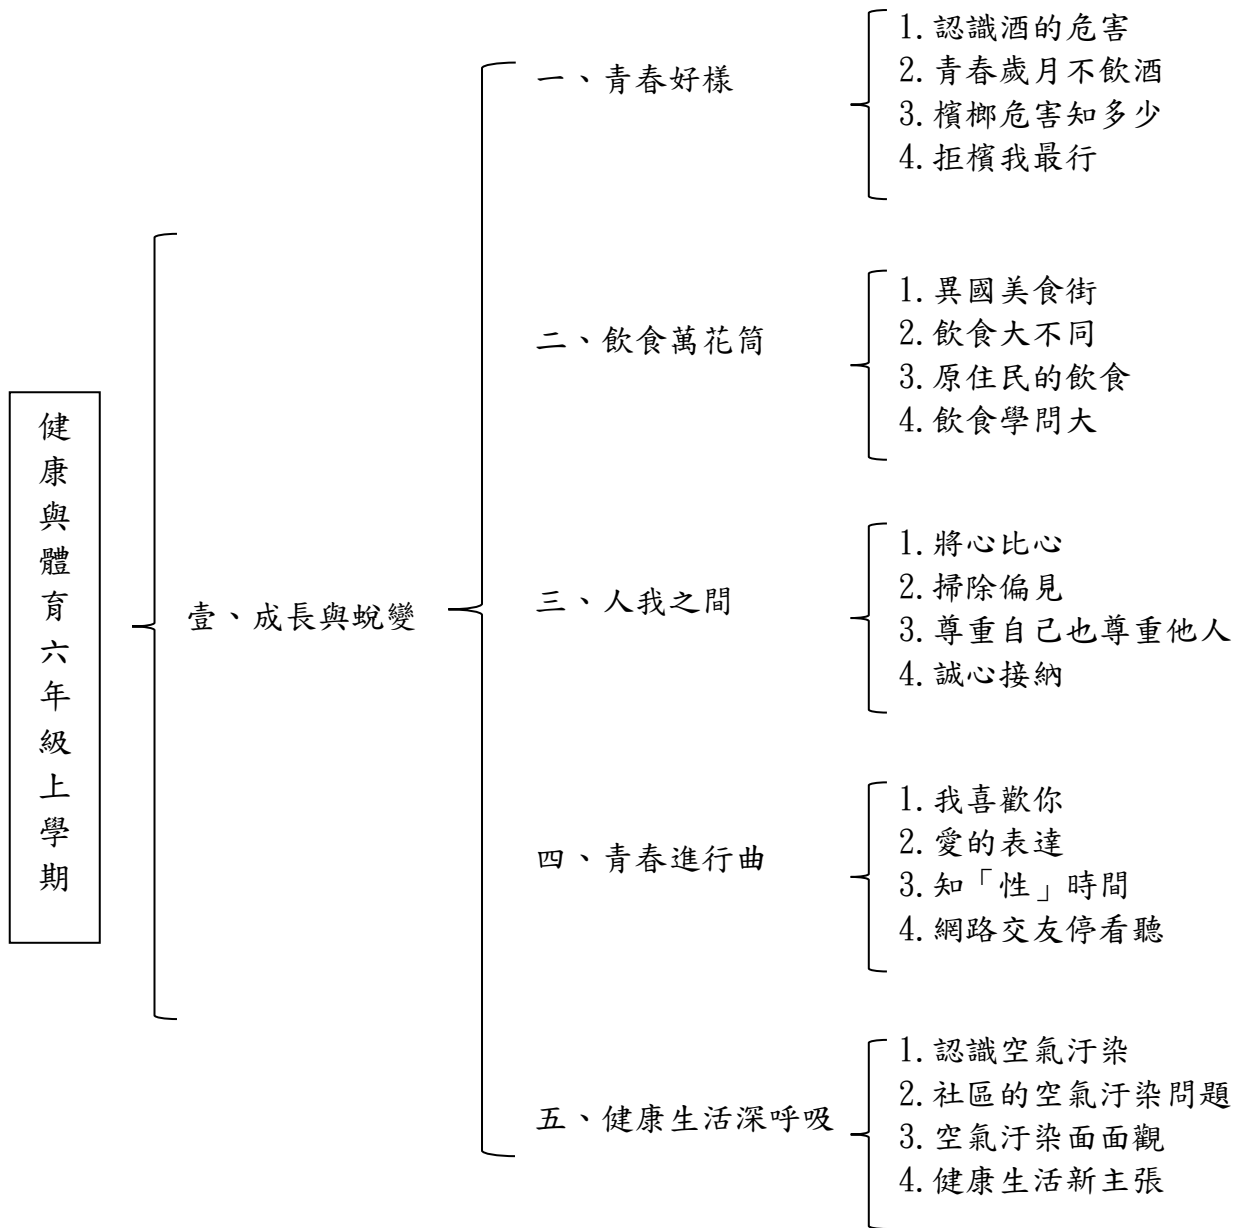 健康與體育六年級上學期
壹、成長與蛻變
一、青春好樣
1.認識酒的危害
2.青春歲月不飲酒
3.檳榔危害知多少
4.拒檳我最行
二、飲食萬花筒
1.異國美食街
2.飲食大不同
3.原住民的飲食
4.飲食學問大
三、人我之間
1.將心比心
2.掃除偏見
3.尊重自己也尊重他人
4.誠心接納
四、青春進行曲
1.我喜歡你
2.愛的表達
3.知「性」時間
4.網路交友停看聽
五、健康生活深呼吸
1.認識空氣汙染
2.社區的空氣汙染問題
3.空氣汙染面面觀
4.健康生活新主張